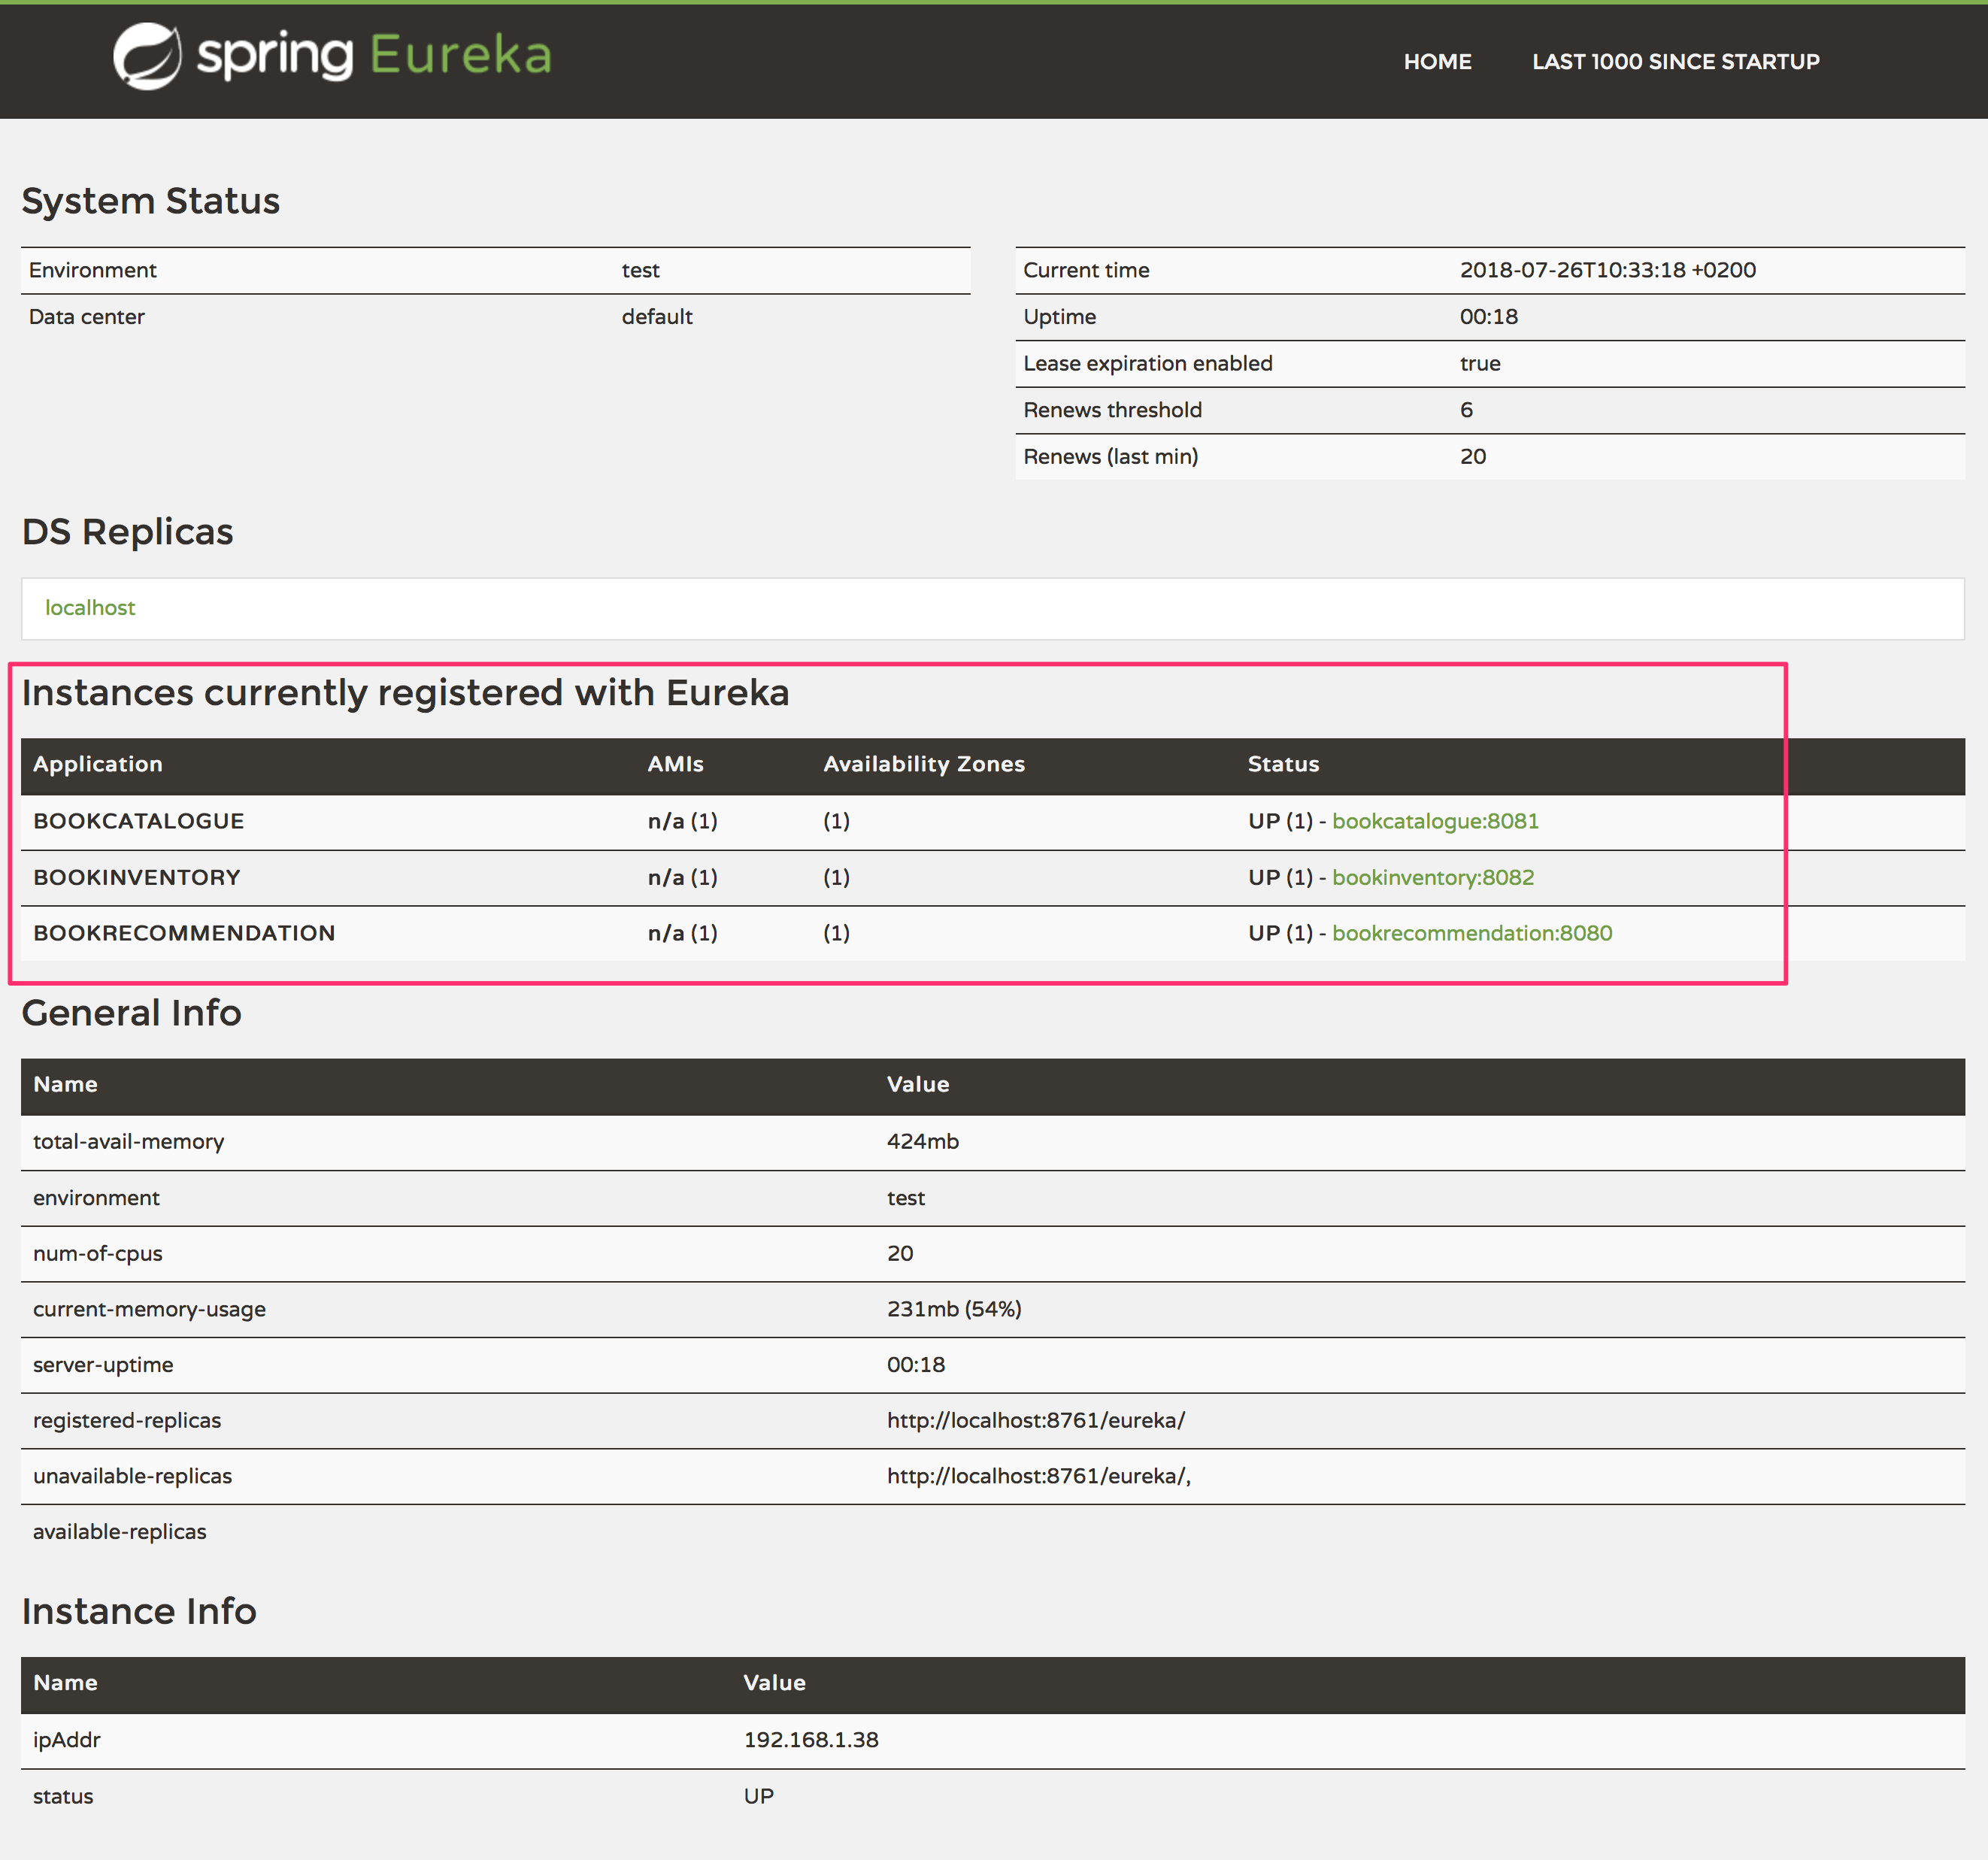 spring Eureka
HOME LAST 1000 SINCE STARTUP
System Status
Environment test
Data center default
Current time 2018-07-26T10:33:18 +0200
Uptime 00:18
Lease expiration enabled true
Renews threshold 6
Renews (last min) 20
DS Replicas
localhost
Instances currently registered with Eureka
Application AMIs Availability Zones Status
BOOKCATALOGUE n/a (1) (1) UP (1) - bookcatalogue:8081
BOOKINVENTORY n/a (1) (1) UP (1) - bookinventory:8082
BOOKRECOMMENDATION n/a (1) (1) UP (1) - bookrecommendation:8080
General Info
Name Value
total-avail-memory 424mb
environment test
num-of-cpus 20
current-memory-usage 231mb (54%)
server-uptime 00:18
registered-replicas http://localhost:8761/eureka/
unavailable-replicas http://localhost:8761/eureka/,
available-replicas
Instance Info
Name Value
ipAddr 192.168.1.38
status UP